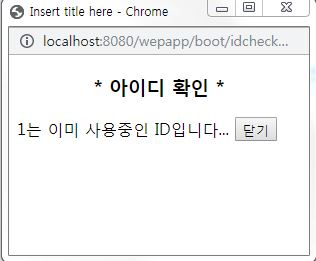 Insert title here - Chrome
localhost:8080/wepapp/boot/idcheck...
* 아이디 확인 *
1는 이미 사용중인 ID입니다... 닫기